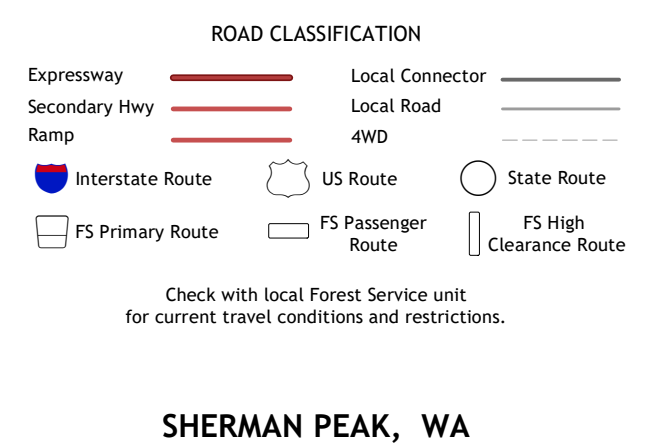 ROAD CLASSIFICATION
Expressway
Local Connector
Secondary Hwy
Local Road
Ramp
4WD
Interstate Route
US Route
State Route
FS Primary Route
FS Passenger
Route
FS High
Clearance Route
Check with local Forest Service unit
for current travel conditions and restrictions.
SHERMAN PEAK, WA